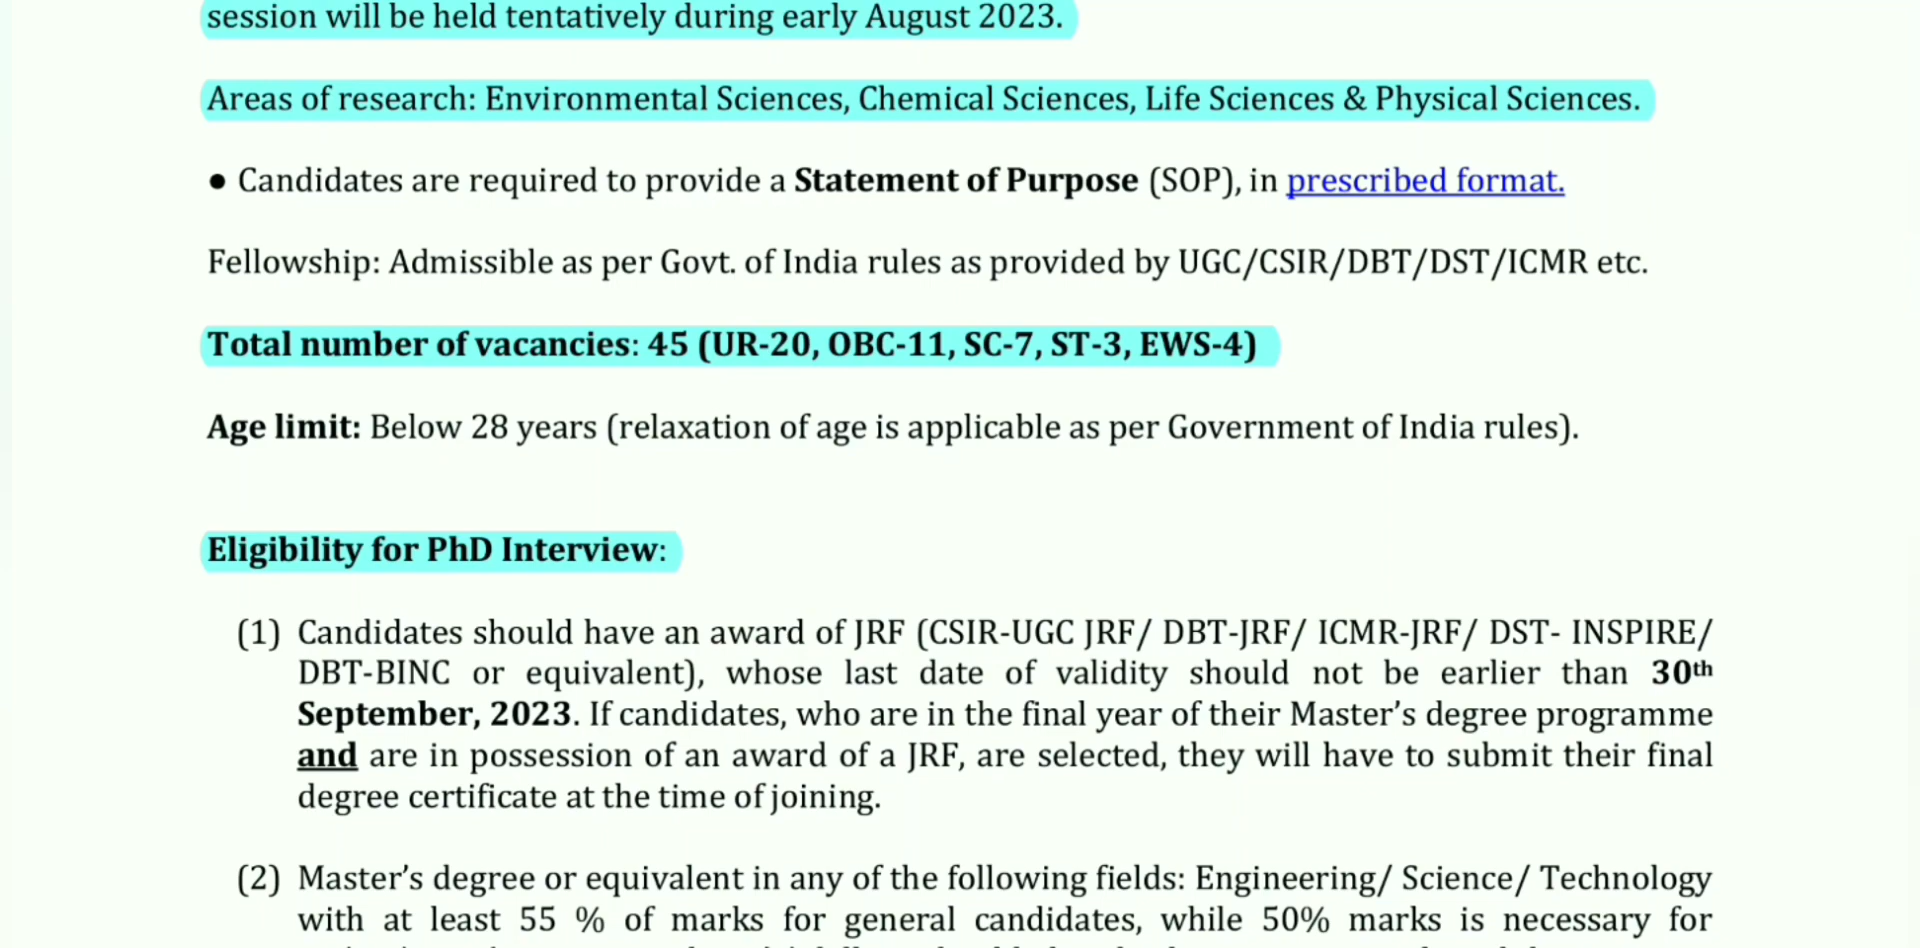 session will be held tentatively during early August 2023.
Areas of research: Environmental Sciences, Chemical Sciences, Life Sciences & Physical Sciences.
● Candidates are required to provide a Statement of Purpose (SOP), in prescribed format.
Fellowship: Admissible as per Govt. of India rules as provided by UGC/CSIR/DBT/DST/ICMR etc.
Total number of vacancies: 45 (UR-20, OBC-11, SC-7, ST-3, EWS-4)
Age limit: Below 28 years (relaxation of age is applicable as per Government of India rules).
Eligibility for PhD Interview:
(1) Candidates should have an award of JRF (CSIR-UGC JRF/ DBT-JRF/ ICMR-JRF/ DST- INSPIRE/
DBT-BINC or equivalent), whose last date of validity should not be earlier than 30th
September, 2023. If candidates, who are in the final year of their Master’s degree programme
and are in possession of an award of a JRF, are selected, they will have to submit their final
degree certificate at the time of joining.
(2) Master’s degree or equivalent in any of the following fields: Engineering/ Science/ Technology
with at least 55 % of marks for general candidates, while 50% marks is necessary for